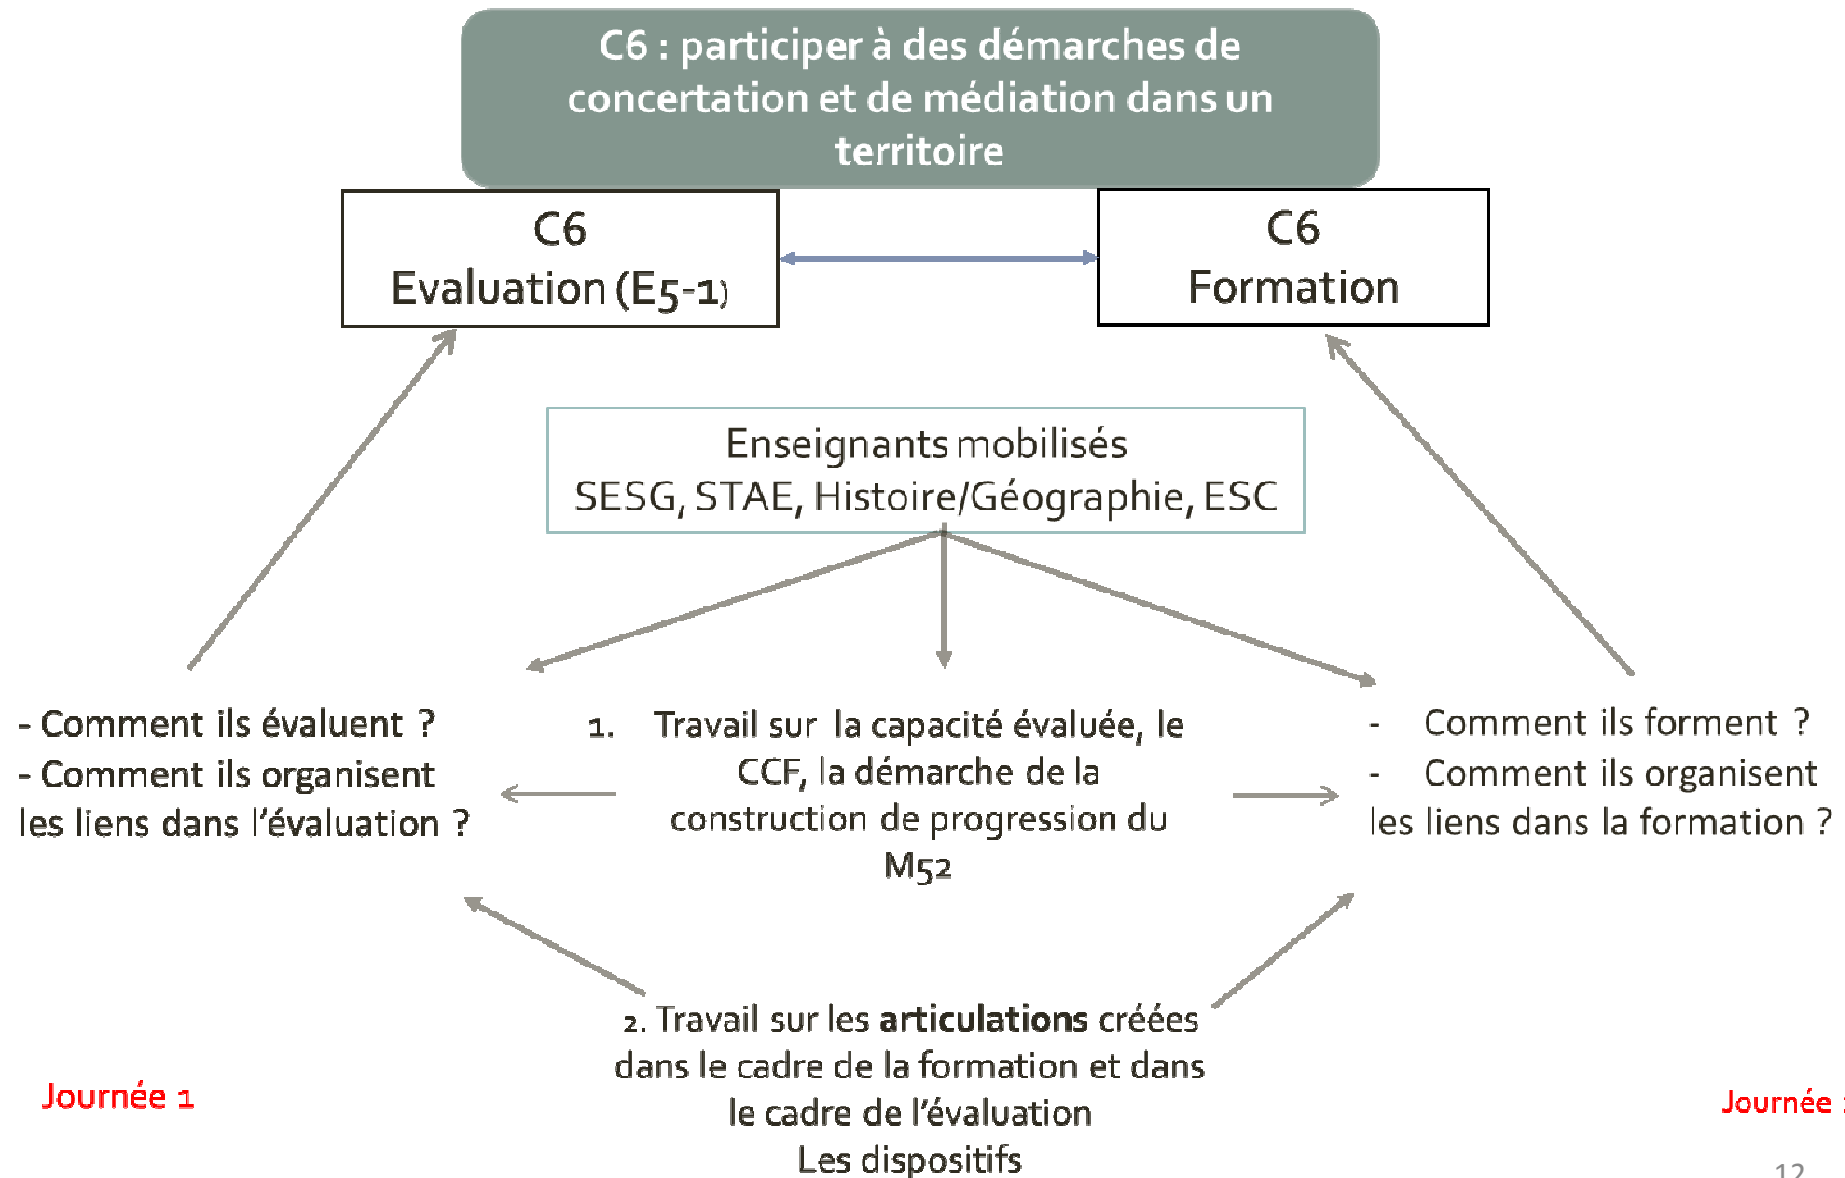 C6 : participer à des démarches de
concertation et de médiation dans un
territoire
C6
Evaluation (E5-1)
C6
Formation
Enseignants mobilisés
SESG, STAE, Histoire/Géographie, ESC
- Comment ils évaluent ?
- Comment ils organisent
les liens dans l'évaluation ?
1. Travail sur la capacité évaluée, le
CCF, la démarche de la
construction de progression du
M52
- Comment ils forment ?
- Comment ils organisent
les liens dans la formation ?
2. Travail sur les articulations créées
dans le cadre de la formation et dans
le cadre de l'évaluation
Les dispositifs
Journée 1
Journée
12